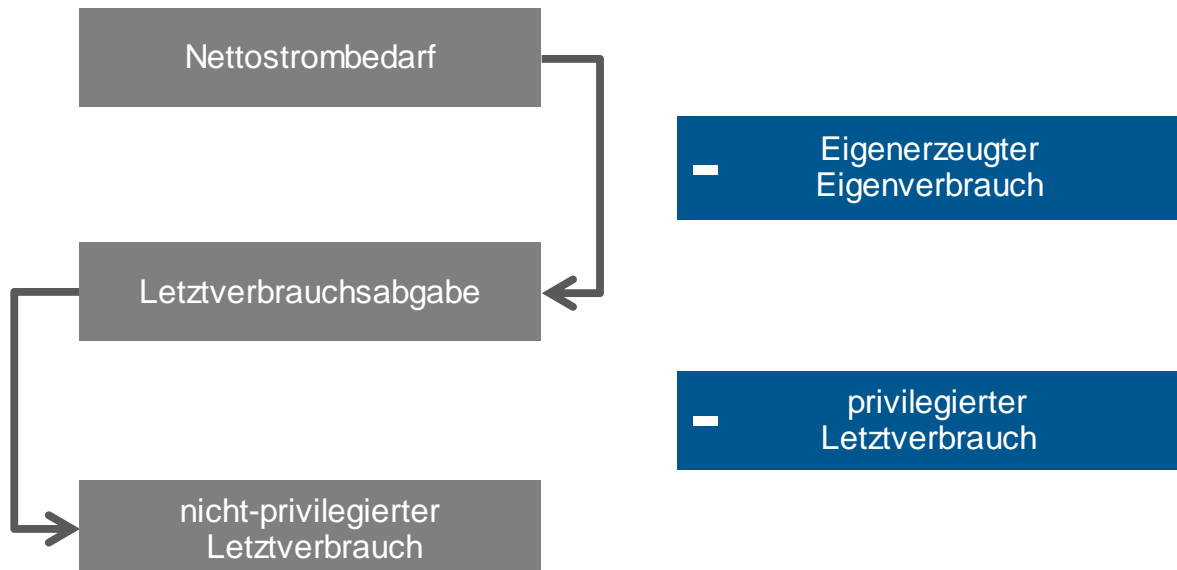 Nettostrombedarf
Eigenerzeugter
Eigenverbrauch
Letztverbrauchsabgabe
privilegierter
Letztverbrauch
nicht-privilegierter
Letztverbrauch